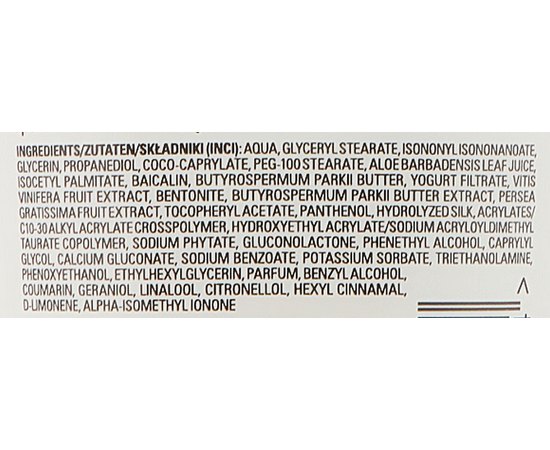 INGREDIENTS/ZUTATEN/SKŁADNIKI (INCI): AQUA, GLYCERYL STEARATE, ISONONYL ISONONANOATE,
GLYCERIN, PROPANEDIOL, COCO-CAPRYLATE, PEG-100 STEARATE, ALOE BARBADENSIS LEAF JUICE,
ISOCETYL PALMITATE, BAICALIN, BUTYROSPERMUM PARKII BUTTER, YOGURT FILTRATE, VITIS
VINIFERA FRUIT EXTRACT, BENTONITE, BUTYROSPERMUM PARKII BUTTER EXTRACT, PERSEA
GRATISSIMA FRUIT EXTRACT, TOCOPHERYL ACETATE, PANTHENOL, HYDROLYZED SILK, ACRYLATES/
C10-30 ALKYL ACRYLATE CROSSPOLYMER, HYDROXYETHYL ACRYLATE/SODIUM ACRYLOYLDIMETHYL
TAURATE COPOLYMER, SODIUM PHYTATE, GLUCONOLACTONE, PHENETHYL ALCOHOL, CAPRYLYL
GLYCOL, CALCIUM GLUCONATE, SODIUM BENZOATE, POTASSIUM SORBATE, TRIETHANOLAMINE,
PHENOXYETHANOL, ETHYLHEXYLGLYCERIN, PARFUM, BENZYL ALCOHOL,
COUMARIN, GERANIOL, LINALOOL, CITRONELLOL, HEXYL CINNAMAL,
D-LIMONENE, ALPHA-ISOMETHYL IONONE